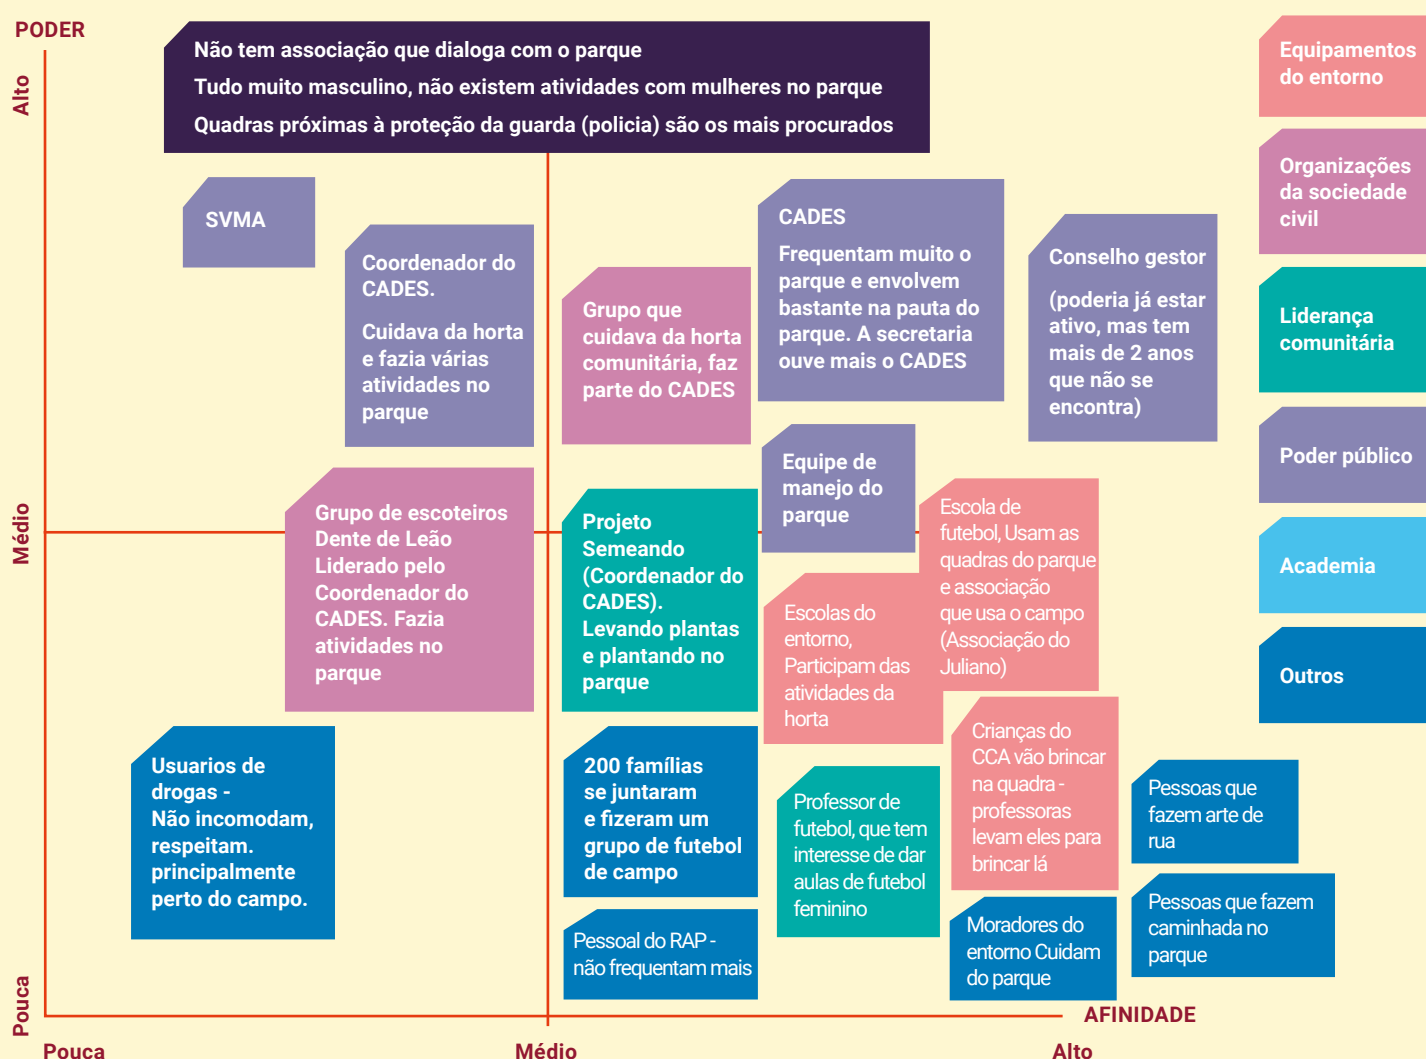 PODER
Alto
Não tem associação que dialoga com o parque
Tudo muito masculino, não existem atividades com mulheres no parque
Quadras próximas à proteção da guarda (policia) são os mais procurados
Equipamentos
do entorno
Organizações
da sociedade
civil
Liderança
comunitária
Poder público
Academia
Outros
SVMA
Coordenador do
CADES.
Cuidava da horta
e fazia várias
atividades no
parque
Grupo que
cuidava da horta
comunitária, faz
parte do CADES
CADES
Frequentam muito o
parque e envolvem
bastante na pauta do
parque. A secretaria
ouve mais o CADES
Conselho gestor
(poderia já estar
ativo, mas tem
mais de 2 anos
que não se
encontra)
Médio
Grupo de escoteiros
Dente de Leão
Liderado pelo
Coordenador do
CADES. Fazia
atividades no
parque
Projeto
Semeando
(Coordenador do
CADES).
Levando plantas
e plantando no
parque
Equipe de
manejo do
parque
Escola de
futebol, Usam as
quadras do parque
e associação
que usa o campo
(Associação do
Juliano)
Escolas do
entorno,
Participam das
atividades da
horta
Usuarios de
drogas -
Não incomodam,
respeitam.
principalmente
perto do campo.
200 famílias
se juntaram
e fizeram um
grupo de futebol
de campo
Pessoal do RAP -
não frequentam mais
Professor de
futebol, que tem
interesse de dar
aulas de futebol
feminino
Crianças do
CCA vão brincar
na quadra -
professoras
levam eles para
brincar lá
Moradores do
entorno Cuidam
do parque
Pessoas que
fazem arte de
rua
Pessoas que fazem
caminhada no
parque
Pouca
AFINIDADE
Pouca
Médio
Alto